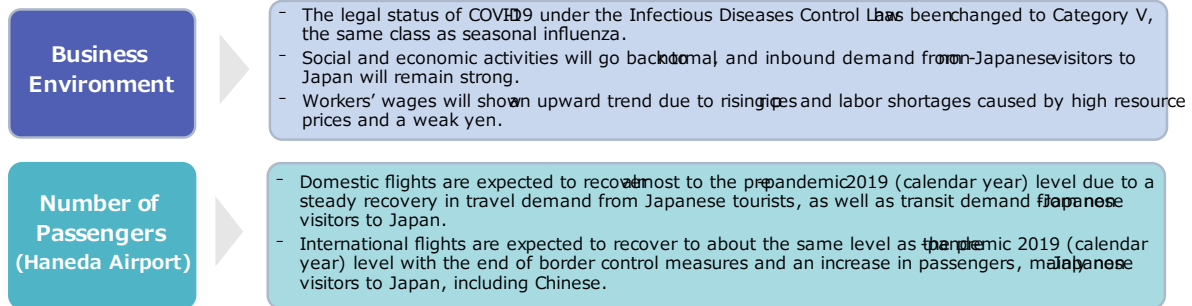 Business
Environment
– The legal status of COVID-19 under the Infectious Diseases Control Law has been changed to Category V,
the same class as seasonal influenza.
– Social and economic activities will go back to normal, and inbound demand from non-Japanese visitors to
Japan will remain strong.
– Workers' wages will show an upward trend due to rising prices and labor shortages caused by high resource
prices and a weak yen.
Number of
Passengers
(Haneda Airport)
– Domestic flights are expected to recover almost to the pre-pandemic 2019 (calendar year) level due to a
steady recovery in travel demand from Japanese tourists, as well as transit demand from non-Japanese
visitors to Japan.
– International flights are expected to recover to about the same level as the pre-pandemic 2019 (calendar
year) level with the end of border control measures and an increase in passengers, mainly non-Japanese
visitors to Japan, including Chinese.